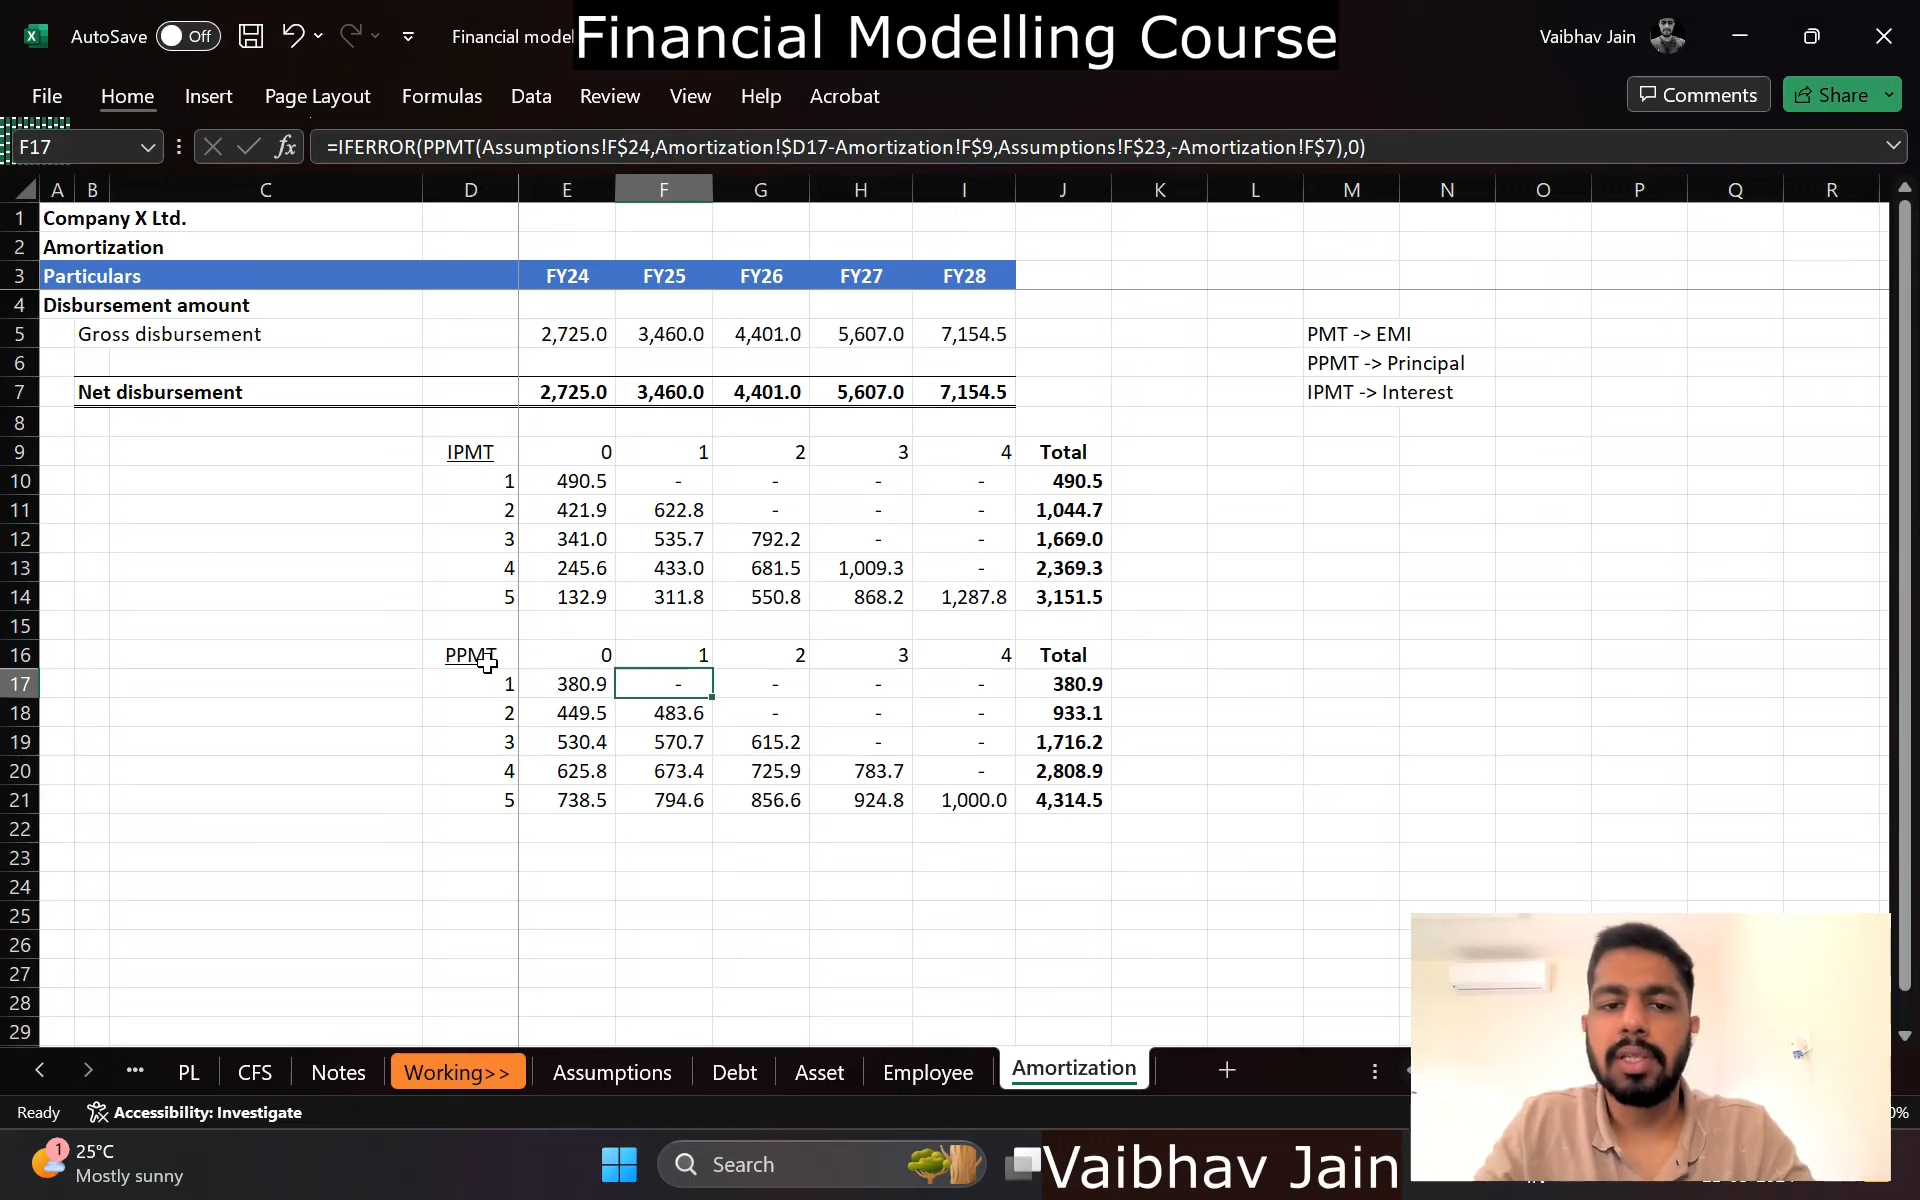 AutoSave Off Financial model Financial Modelling Course Vaibhav Jain
File Home Insert Page Layout Formulas Data Review View Help Acrobat Comments Share
F17 fx =IFERROR(PPMT(Assumptions!F$24,Amortization!$D17-Amortization!F$9,Assumptions!F$23,-Amortization!F$7),0)
A B C D E F G H I J K L M N O P Q R
1 Company X Ltd.
2 Amortization
3 Particulars FY24 FY25 FY26 FY27 FY28
4 Disbursement amount
5 Gross disbursement 2,725.0 3,460.0 4,401.0 5,607.0 7,154.5 PMT -> EMI
6 PPMT -> Principal
7 Net disbursement 2,725.0 3,460.0 4,401.0 5,607.0 7,154.5 IPMT -> Interest
8
9 IPMT 0 1 2 3 4 Total
10 1 490.5 - - - - 490.5
11 2 421.9 622.8 - - - 1,044.7
12 3 341.0 535.7 792.2 - - 1,669.0
13 4 245.6 433.0 681.5 1,009.3 - 2,369.3
14 5 132.9 311.8 550.8 868.2 1,287.8 3,151.5
15
16 PPMT 0 1 2 3 4 Total
17 1 380.9 - - - - 380.9
18 2 449.5 483.6 - - - 933.1
19 3 530.4 570.7 615.2 - - 1,716.2
20 4 625.8 673.4 725.9 783.7 - 2,808.9
21 5 738.5 794.6 856.6 924.8 1,000.0 4,314.5
22
23
24
25
26
27
28
29
PL CFS Notes Working>> Assumptions Debt Asset Employee Amortization
Ready Accessibility: Investigate 0%
1 25°C
Mostly sunny
Search
Vaibhav Jain